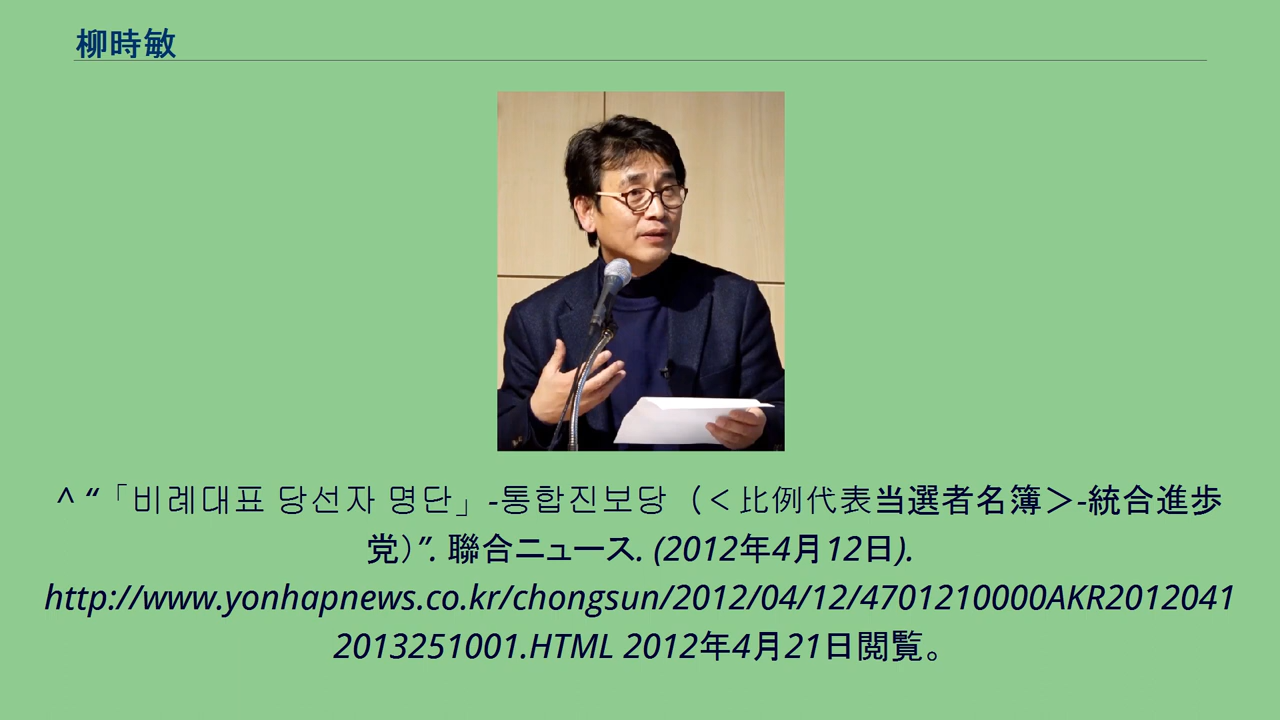 柳時敏
^ “「비례대표 당선자 명단」-통합진보당（＜比例代表当選者名簿＞-統合進歩
党）”. 聯合ニュース. (2012年4月12日).
http://www.yonhapnews.co.kr/chongsun/2012/04/12/4701210000AKR2012041
2013251001.HTML 2012年4月21日閲覧。